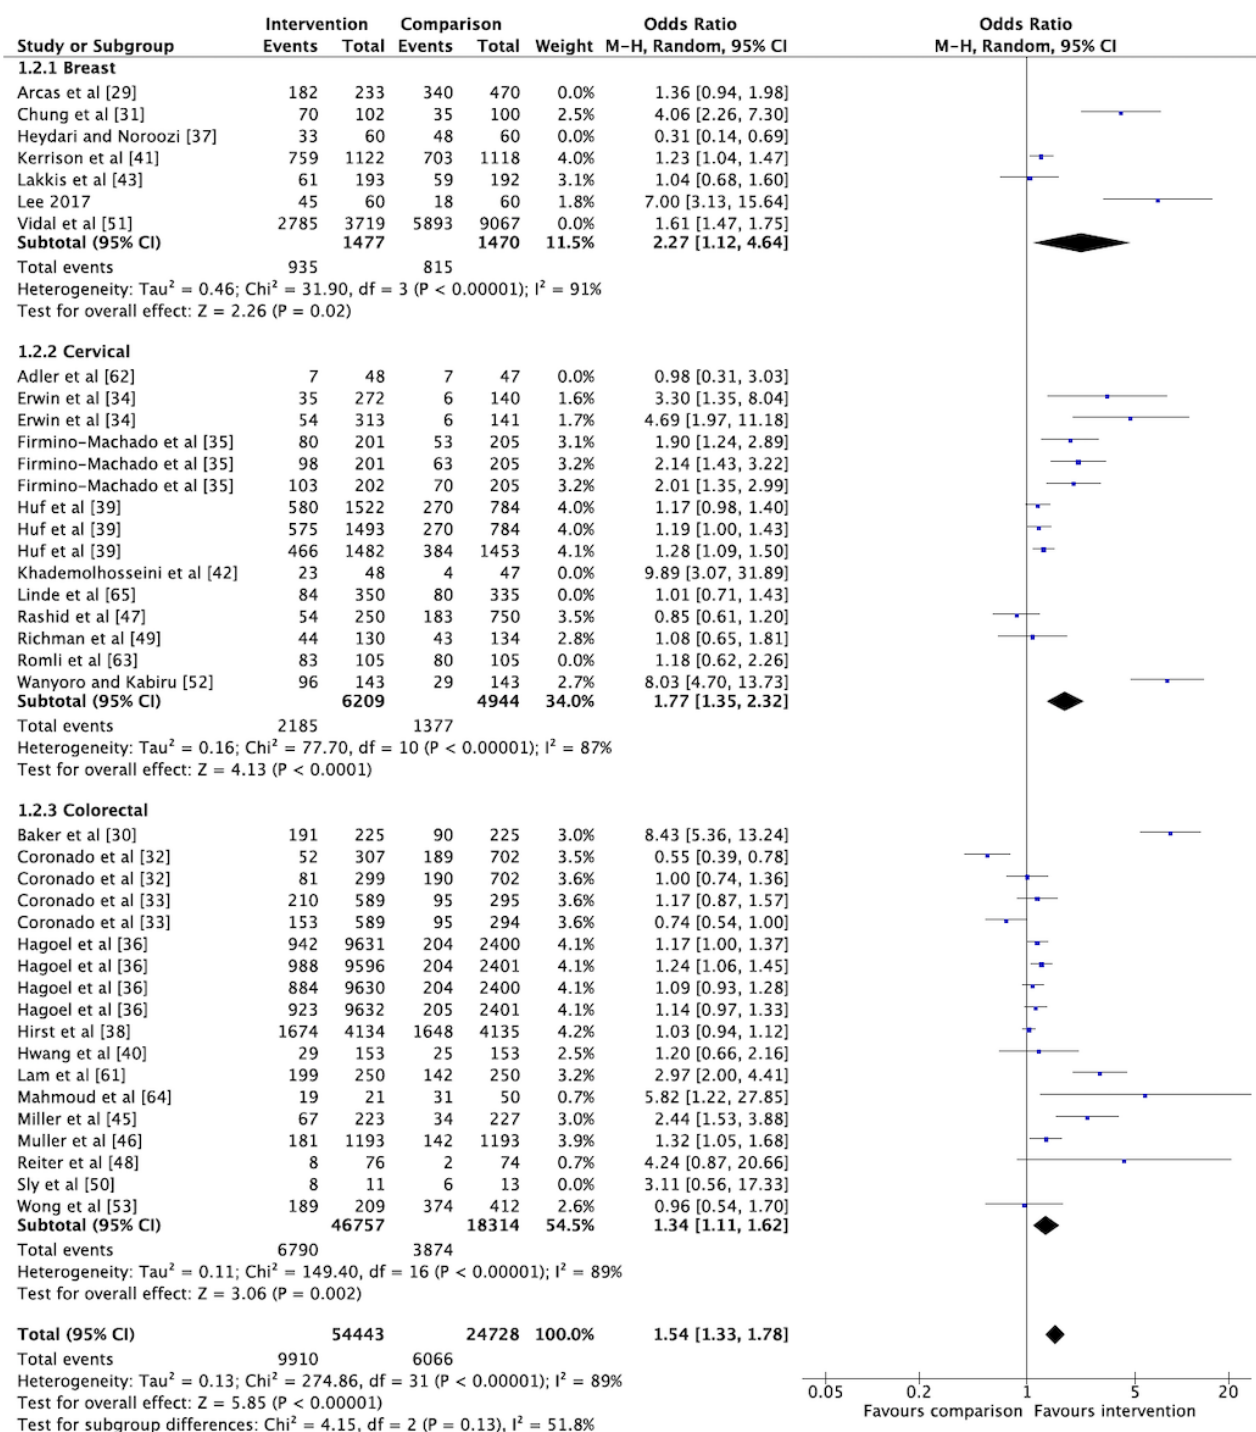 Intervention Comparison Odds Ratio Odds Ratio
Study or Subgroup Events Total Events Total Weight M-H, Random, 95% CI M-H, Random, 95% CI
1.2.1 Breast
Arcas et al [29] 182 233 340 470 0.0% 1.36 [0.94, 1.98]
Chung et al [31] 70 102 35 100 2.5% 4.06 [2.26, 7.30]
Heydari and Noroozi [37] 33 60 48 60 0.0% 0.31 [0.14, 0.69]
Kerrison et al [41] 759 1122 703 1118 4.0% 1.23 [1.04, 1.47]
Lakkis et al [43] 61 193 59 192 3.1% 1.04 [0.68, 1.60]
Lee 2017 45 60 18 60 1.8% 7.00 [3.13, 15.64]
Vidal et al [51] 2785 3719 5893 9067 0.0% 1.61 [1.47, 1.75]
Subtotal (95% CI) 1477 1470 11.5% 2.27 [1.12, 4.64]
Total events 935 815
Heterogeneity: Tau² = 0.46; Chi² = 31.90, df = 3 (P < 0.00001); I² = 91%
Test for overall effect: Z = 2.26 (P = 0.02)
1.2.2 Cervical
Adler et al [62] 7 48 7 47 0.0% 0.98 [0.31, 3.03]
Erwin et al [34] 35 272 6 140 1.6% 3.30 [1.35, 8.04]
Erwin et al [34] 54 313 6 141 1.7% 4.69 [1.97, 11.18]
Firmino-Machado et al [35] 80 201 53 205 3.1% 1.90 [1.24, 2.89]
Firmino-Machado et al [35] 98 201 63 205 3.2% 2.14 [1.43, 3.22]
Firmino-Machado et al [35] 103 202 70 205 3.2% 2.01 [1.35, 2.99]
Huf et al [39] 580 1522 270 784 4.0% 1.17 [0.98, 1.40]
Huf et al [39] 575 1493 270 784 4.0% 1.19 [1.00, 1.43]
Huf et al [39] 466 1482 384 1453 4.1% 1.28 [1.09, 1.50]
Khademolhosseini et al [42] 23 48 4 47 0.0% 9.89 [3.07, 31.89]
Linde et al [65] 84 350 80 335 0.0% 1.01 [0.71, 1.43]
Rashid et al [47] 54 250 183 750 3.5% 0.85 [0.61, 1.20]
Richman et al [49] 44 130 43 134 2.8% 1.08 [0.65, 1.81]
Romli et al [63] 83 105 80 105 0.0% 1.18 [0.62, 2.26]
Wanyoro and Kabiru [52] 96 143 29 143 2.7% 8.03 [4.70, 13.73]
Subtotal (95% CI) 6209 4944 34.0% 1.77 [1.35, 2.32]
Total events 2185 1377
Heterogeneity: Tau² = 0.16; Chi² = 77.70, df = 10 (P < 0.00001); I² = 87%
Test for overall effect: Z = 4.13 (P < 0.0001)
1.2.3 Colorectal
Baker et al [30] 191 225 90 225 3.0% 8.43 [5.36, 13.24]
Coronado et al [32] 52 307 189 702 3.5% 0.55 [0.39, 0.78]
Coronado et al [32] 81 299 190 702 3.6% 1.00 [0.74, 1.36]
Coronado et al [33] 210 589 95 295 3.6% 1.17 [0.87, 1.57]
Coronado et al [33] 153 589 95 294 3.6% 0.74 [0.54, 1.00]
Hagoel et al [36] 942 9631 204 2400 4.1% 1.17 [1.00, 1.37]
Hagoel et al [36] 988 9596 204 2401 4.1% 1.24 [1.06, 1.45]
Hagoel et al [36] 884 9630 204 2400 4.1% 1.09 [0.93, 1.28]
Hagoel et al [36] 923 9632 205 2401 4.1% 1.14 [0.97, 1.33]
Hirst et al [38] 1674 4134 1648 4135 4.2% 1.03 [0.94, 1.12]
Hwang et al [40] 29 153 25 153 2.5% 1.20 [0.66, 2.16]
Lam et al [61] 199 250 142 250 3.2% 2.97 [2.00, 4.41]
Mahmoud et al [64] 19 21 31 50 0.7% 5.82 [1.22, 27.85]
Miller et al [45] 67 223 34 227 3.0% 2.44 [1.53, 3.88]
Muller et al [46] 181 1193 142 1193 3.9% 1.32 [1.05, 1.68]
Reiter et al [48] 8 76 2 74 0.7% 4.24 [0.87, 20.66]
Sly et al [50] 8 11 6 13 0.0% 3.11 [0.56, 17.33]
Wong et al [53] 189 209 374 412 2.6% 0.96 [0.54, 1.70]
Subtotal (95% CI) 46757 18314 54.5% 1.34 [1.11, 1.62]
Total events 6790 3874
Heterogeneity: Tau² = 0.11; Chi² = 149.40, df = 16 (P < 0.00001); I² = 89%
Test for overall effect: Z = 3.06 (P = 0.002)
Total (95% CI) 54443 24728 100.0% 1.54 [1.33, 1.78]
Total events 9910 6066
Heterogeneity: Tau² = 0.13; Chi² = 274.86, df = 31 (P < 0.00001); I² = 89%
Test for overall effect: Z = 5.85 (P < 0.00001)
Test for subgroup differences: Chi² = 4.15, df = 2 (P = 0.13), I² = 51.8%
0.05 0.2 1 5 20
Favours comparison Favours intervention